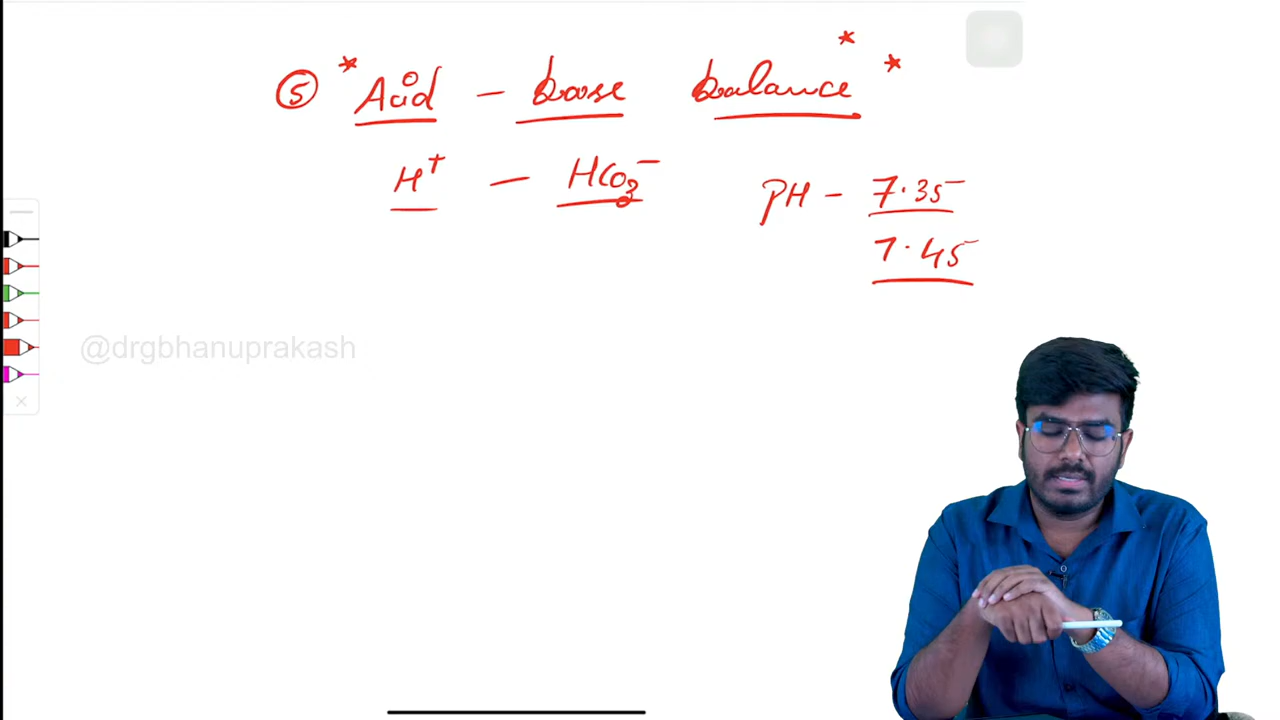 ⑤ *Acid - base balance* *
H⁺ - HCO₃⁻
pH - 7.35
7.45
@drgbhanuprakash